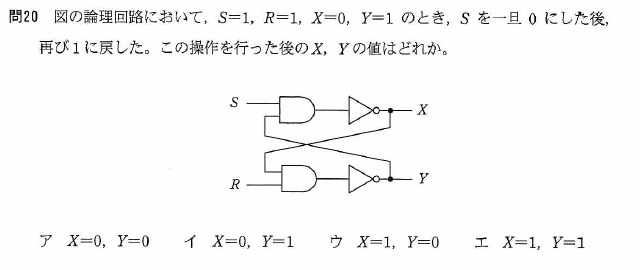 問20 図の論理回路において，S=1，R=1，X=0，Y=1 のとき，S を一旦 0 にした後，
再び1に戻した。この操作を行った後のX，Yの値はどれか。
S
X
R
Y
ア X=0，Y=0 イ X=0，Y=1 ウ X=1，Y=0 エ X=1，Y=1